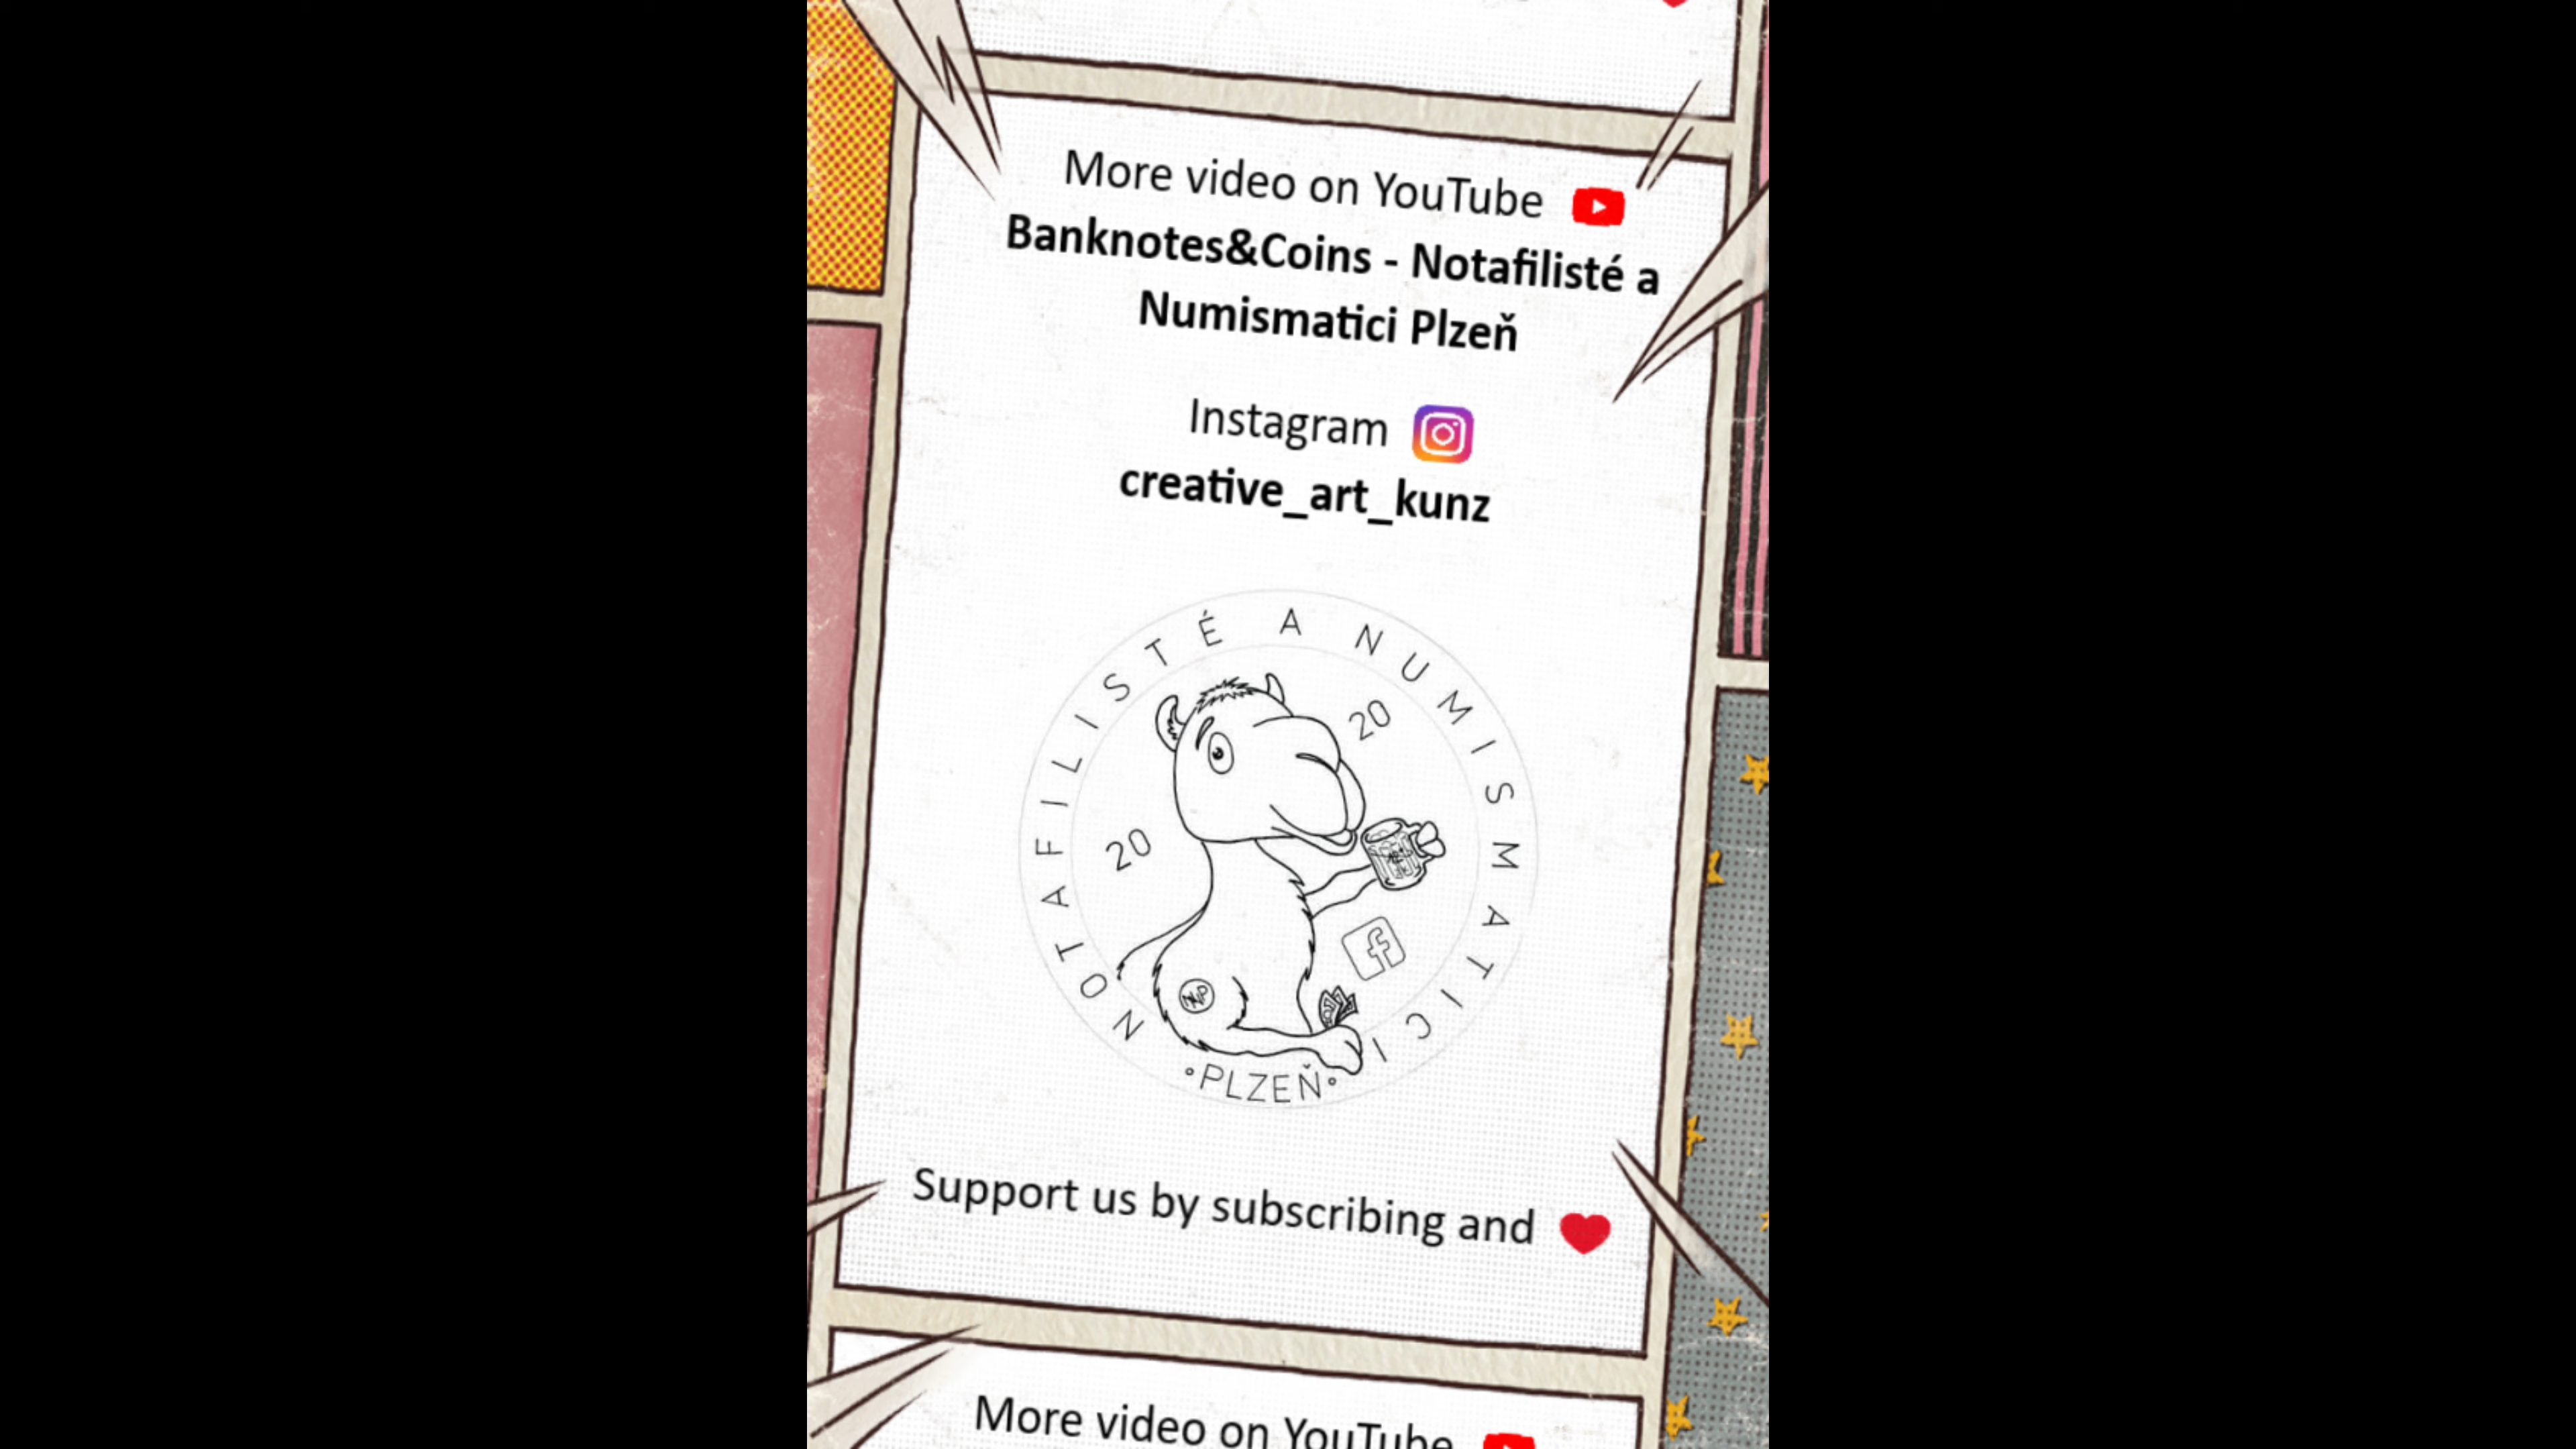 More video on YouTube
Banknotes&Coins - Notafilisté a
Numismatici Plzeň
Instagram
creative_art_kunz
NOTAFILISTÉ A NUMISMATICI
20
20
f
NNP
•PLZEŇ•
Support us by subscribing and
More video on YouTube